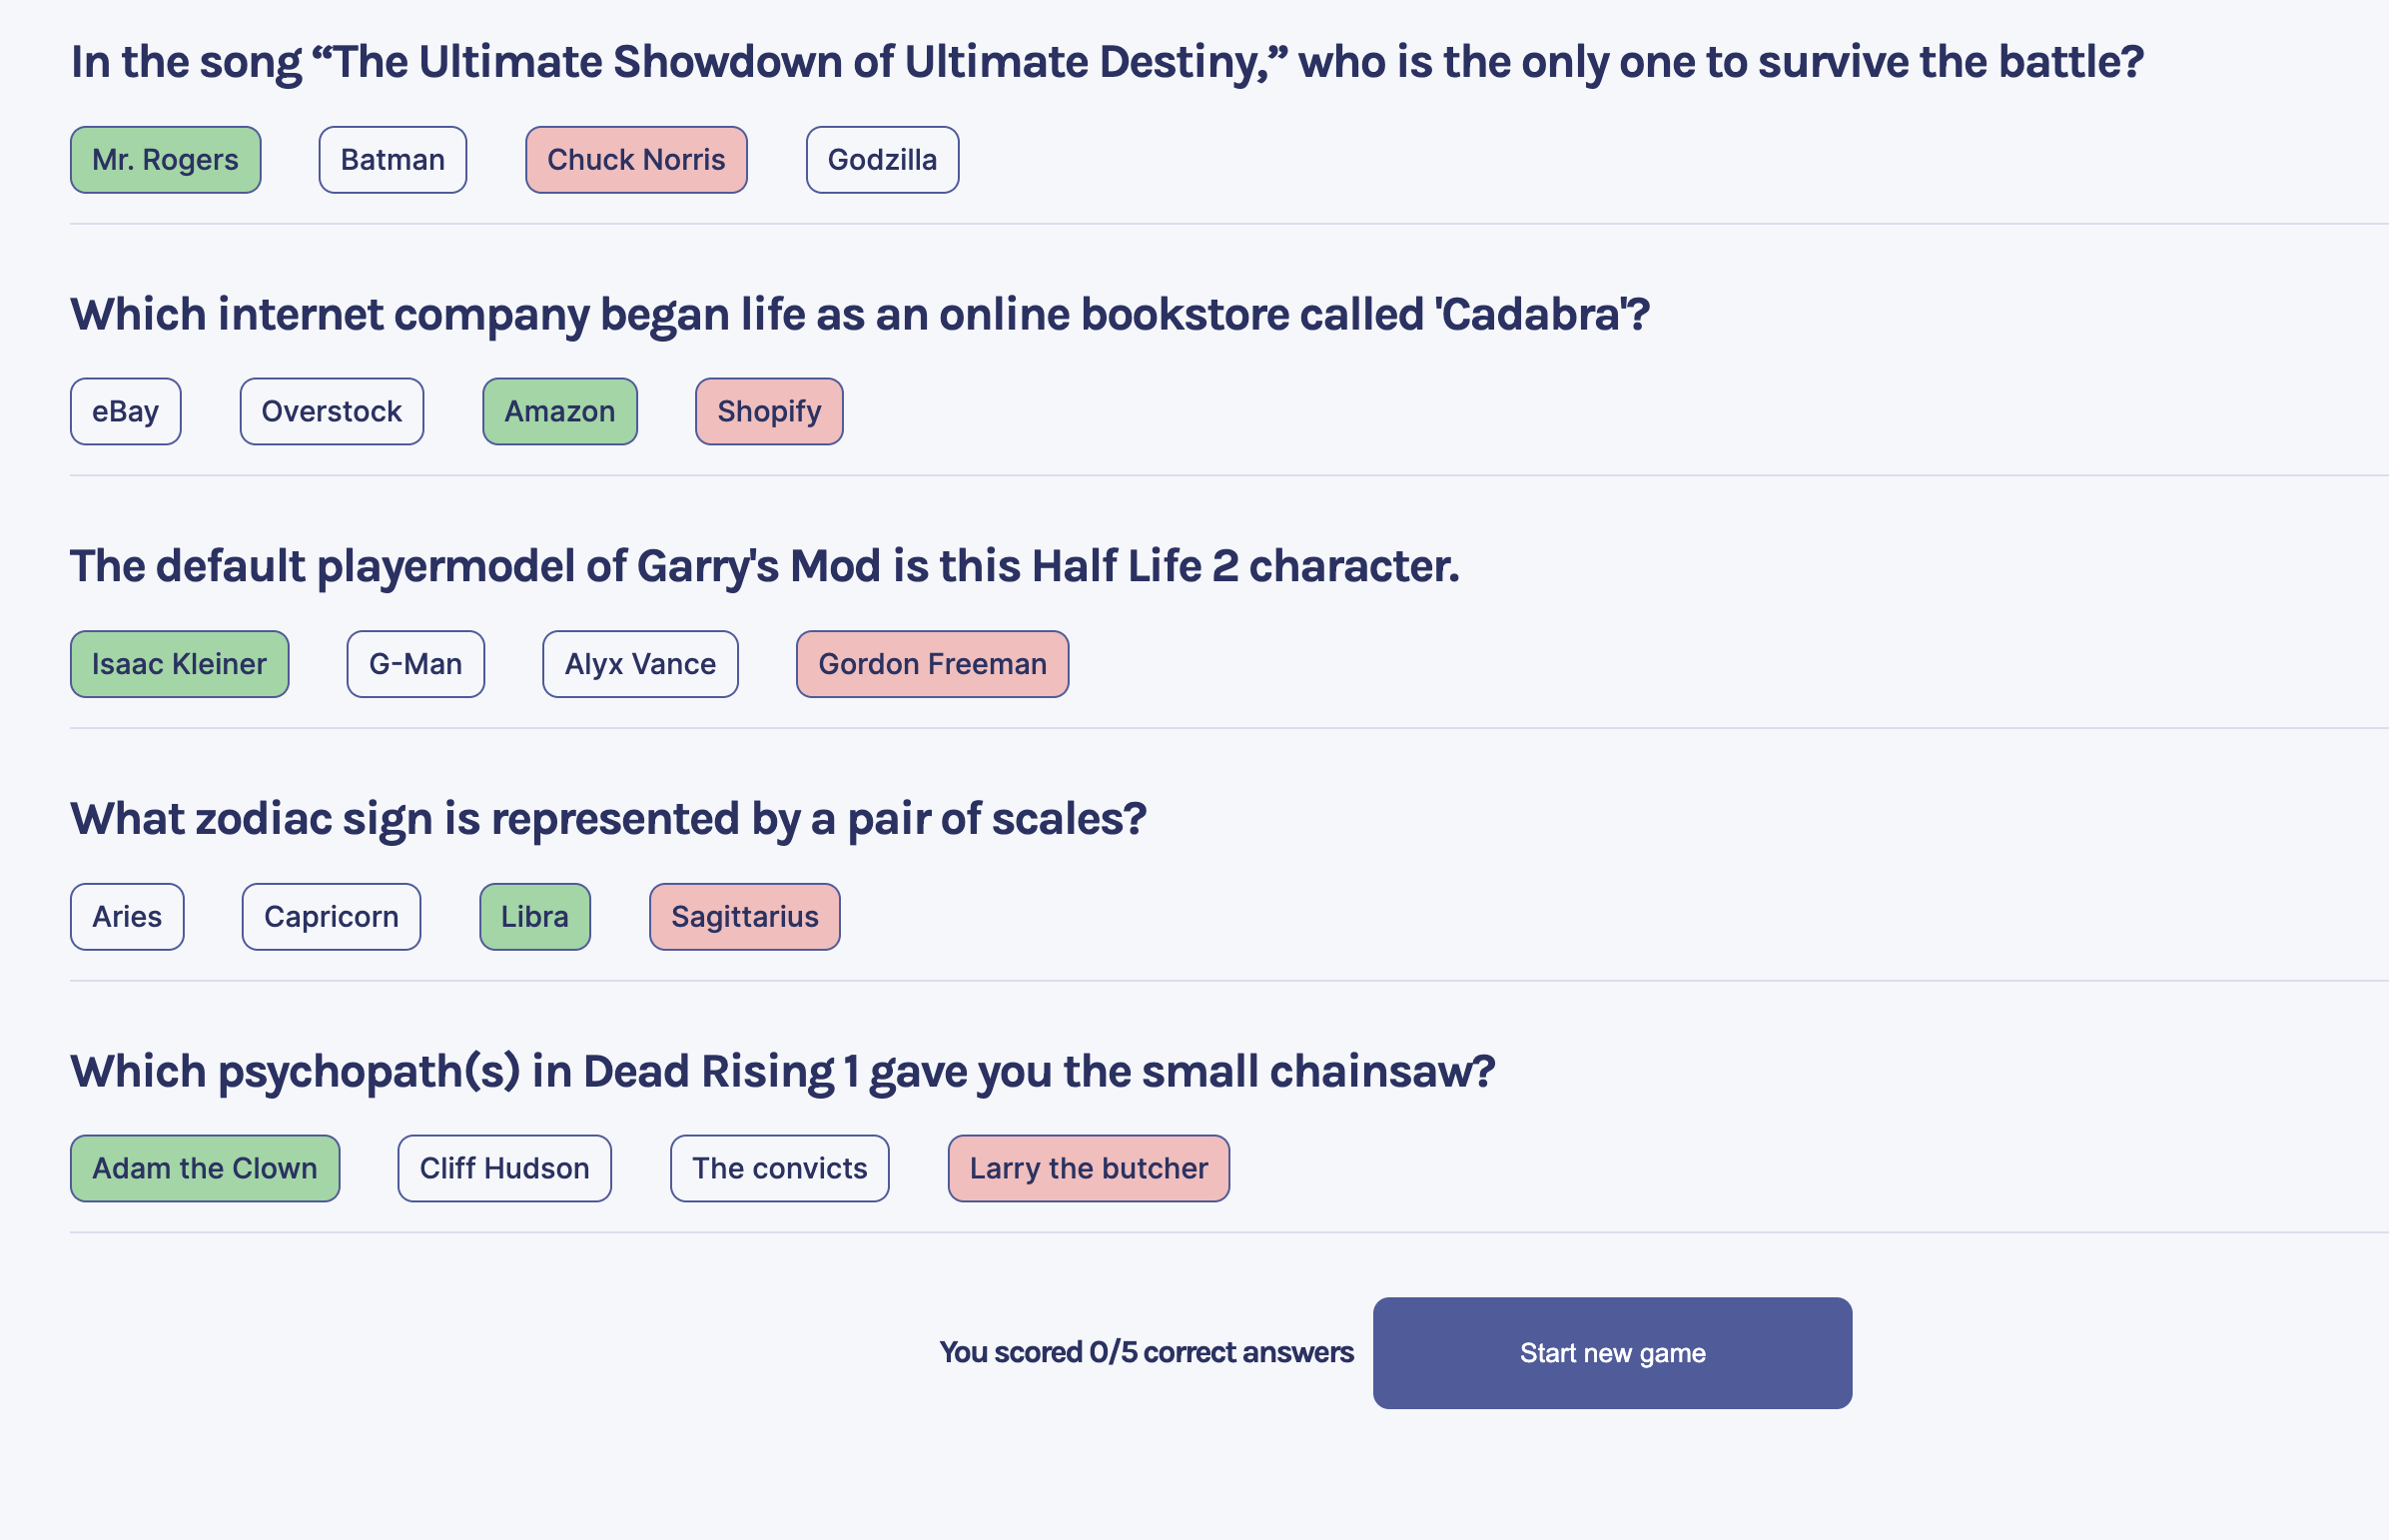 In the song “The Ultimate Showdown of Ultimate Destiny,” who is the only one to survive the battle?
Mr. Rogers Batman Chuck Norris Godzilla
Which internet company began life as an online bookstore called 'Cadabra'?
eBay Overstock Amazon Shopify
The default playermodel of Garry's Mod is this Half Life 2 character.
Isaac Kleiner G-Man Alyx Vance Gordon Freeman
What zodiac sign is represented by a pair of scales?
Aries Capricorn Libra Sagittarius
Which psychopath(s) in Dead Rising 1 gave you the small chainsaw?
Adam the Clown Cliff Hudson The convicts Larry the butcher
You scored 0/5 correct answers Start new game